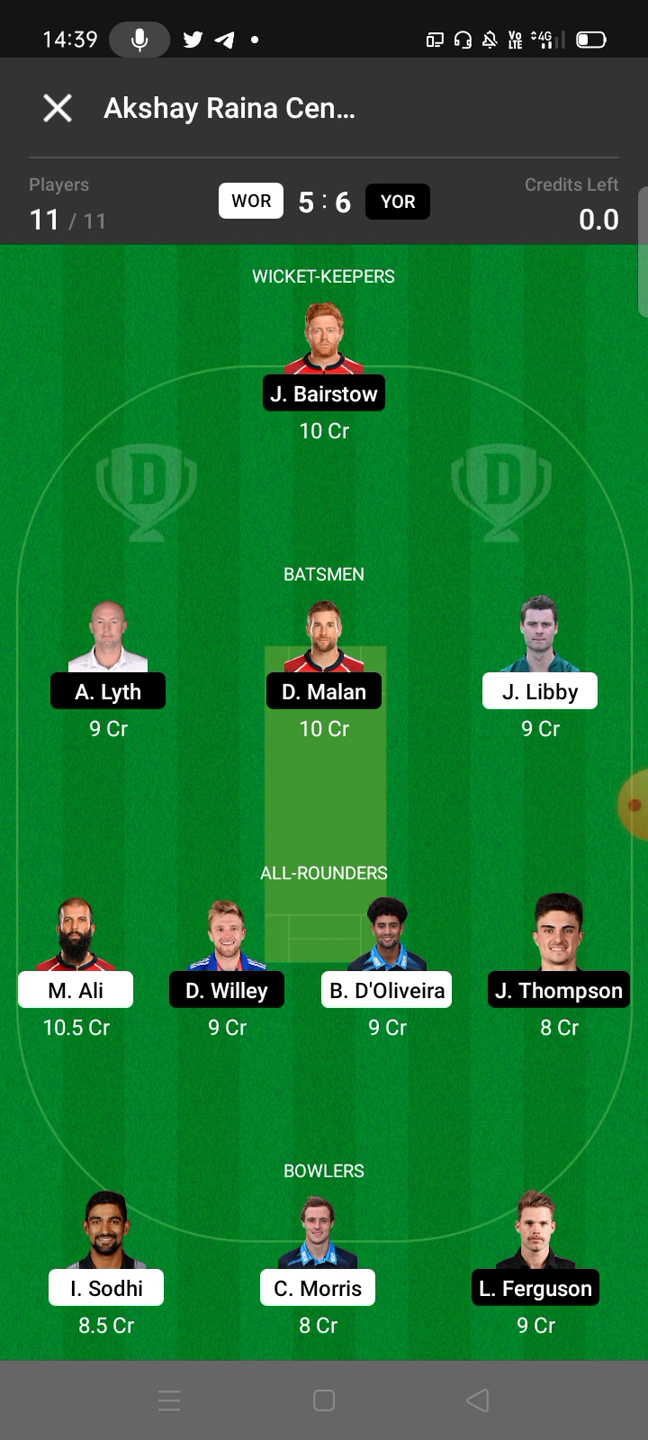 14:39
Vo LTE 4G
Akshay Raina Cen…
Players
11 / 11
WOR 5 : 6 YOR
Credits Left
0.0
WICKET-KEEPERS
J. Bairstow
10 Cr
D D
BATSMEN
A. Lyth D. Malan J. Libby
9 Cr 10 Cr 9 Cr
ALL-ROUNDERS
M. Ali D. Willey B. D'Oliveira J. Thompson
10.5 Cr 9 Cr 9 Cr 8 Cr
BOWLERS
I. Sodhi C. Morris L. Ferguson
8.5 Cr 8 Cr 9 Cr